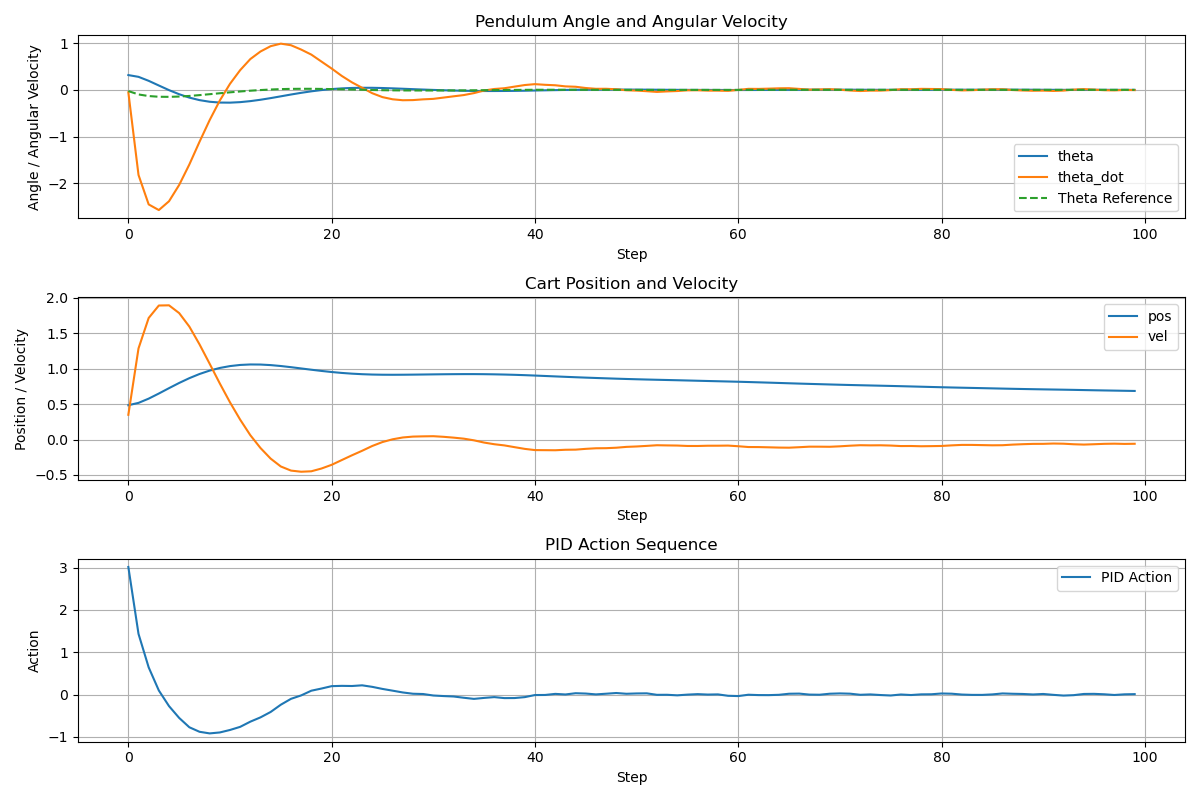 Pendulum Angle and Angular Velocity
Angle / Angular Velocity
1
0
−1
−2
theta
theta_dot
Theta Reference
0 20 40 60 80 100
Step
Cart Position and Velocity
Position / Velocity
2.0
1.5
1.0
0.5
0.0
−0.5
pos
vel
0 20 40 60 80 100
Step
PID Action Sequence
Action
3
2
1
0
−1
PID Action
0 20 40 60 80 100
Step